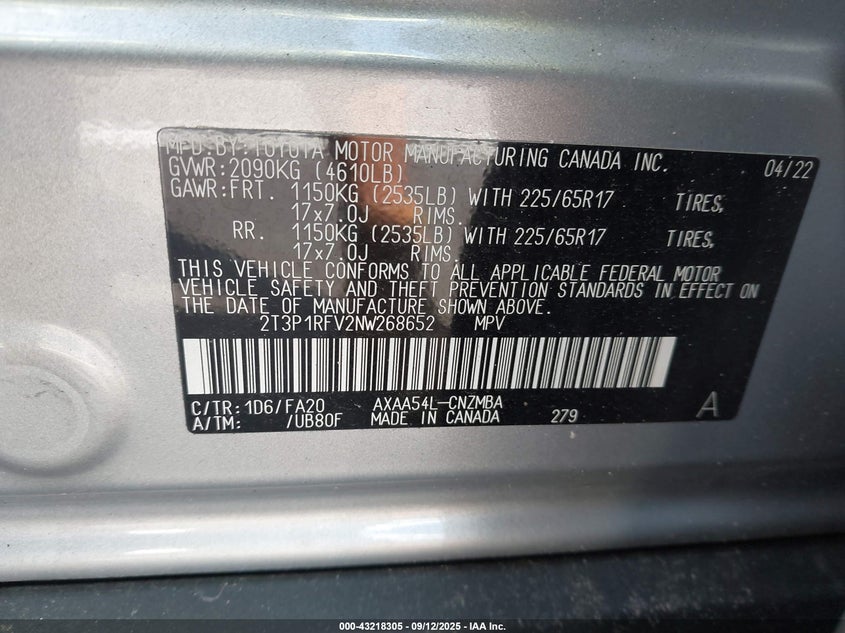 MFD.BY:TOYOTA MOTOR MANUFACTURING CANADA INC. 04/22
GVWR:2090KG (4610LB)
GAWR:FRT. 1150KG (2535LB) WITH 225/65R17 TIRES,
17x7.0J RIMS.
RR. 1150KG (2535LB) WITH 225/65R17 TIRES,
17x7.0J RIMS
THIS VEHICLE CONFORMS TO ALL APPLICABLE FEDERAL MOTOR
VEHICLE SAFETY AND THEFT PREVENTION STANDARDS IN EFFECT ON
THE DATE OF MANUFACTURE SHOWN ABOVE.
2T3P1RFV2NW268652 MPV
C/TR:1D6/FA20 AXAA54L-CNZMBA
A/TM: /UB80F MADE IN CANADA 279 A
000-43218305 - 09/12/2025 - IAA Inc.